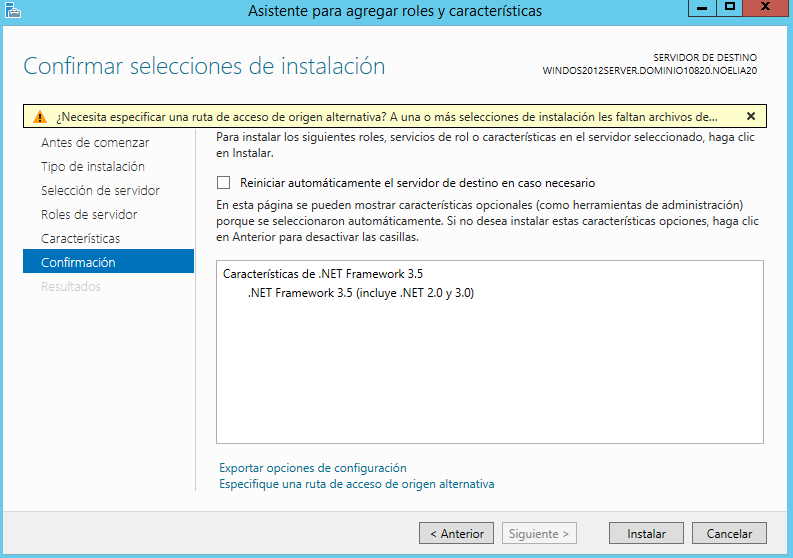 Asistente para agregar roles y características
Confirmar selecciones de instalación
SERVIDOR DE DESTINO
WINDOS2012SERVER.DOMINIO10820.NOELIA20
¿Necesita especificar una ruta de acceso de origen alternativa? A una o más selecciones de instalación les faltan archivos de...
Antes de comenzar
Tipo de instalación
Selección de servidor
Roles de servidor
Características
Confirmación
Resultados
Para instalar los siguientes roles, servicios de rol o características en el servidor seleccionado, haga clic
en Instalar.
Reiniciar automáticamente el servidor de destino en caso necesario
En esta página se pueden mostrar características opcionales (como herramientas de administración)
porque se seleccionaron automáticamente. Si no desea instalar estas características opciones, haga clic
en Anterior para desactivar las casillas.
Características de .NET Framework 3.5
.NET Framework 3.5 (incluye .NET 2.0 y 3.0)
Exportar opciones de configuración
Especifique una ruta de acceso de origen alternativa
< Anterior
Siguiente >
Instalar
Cancelar